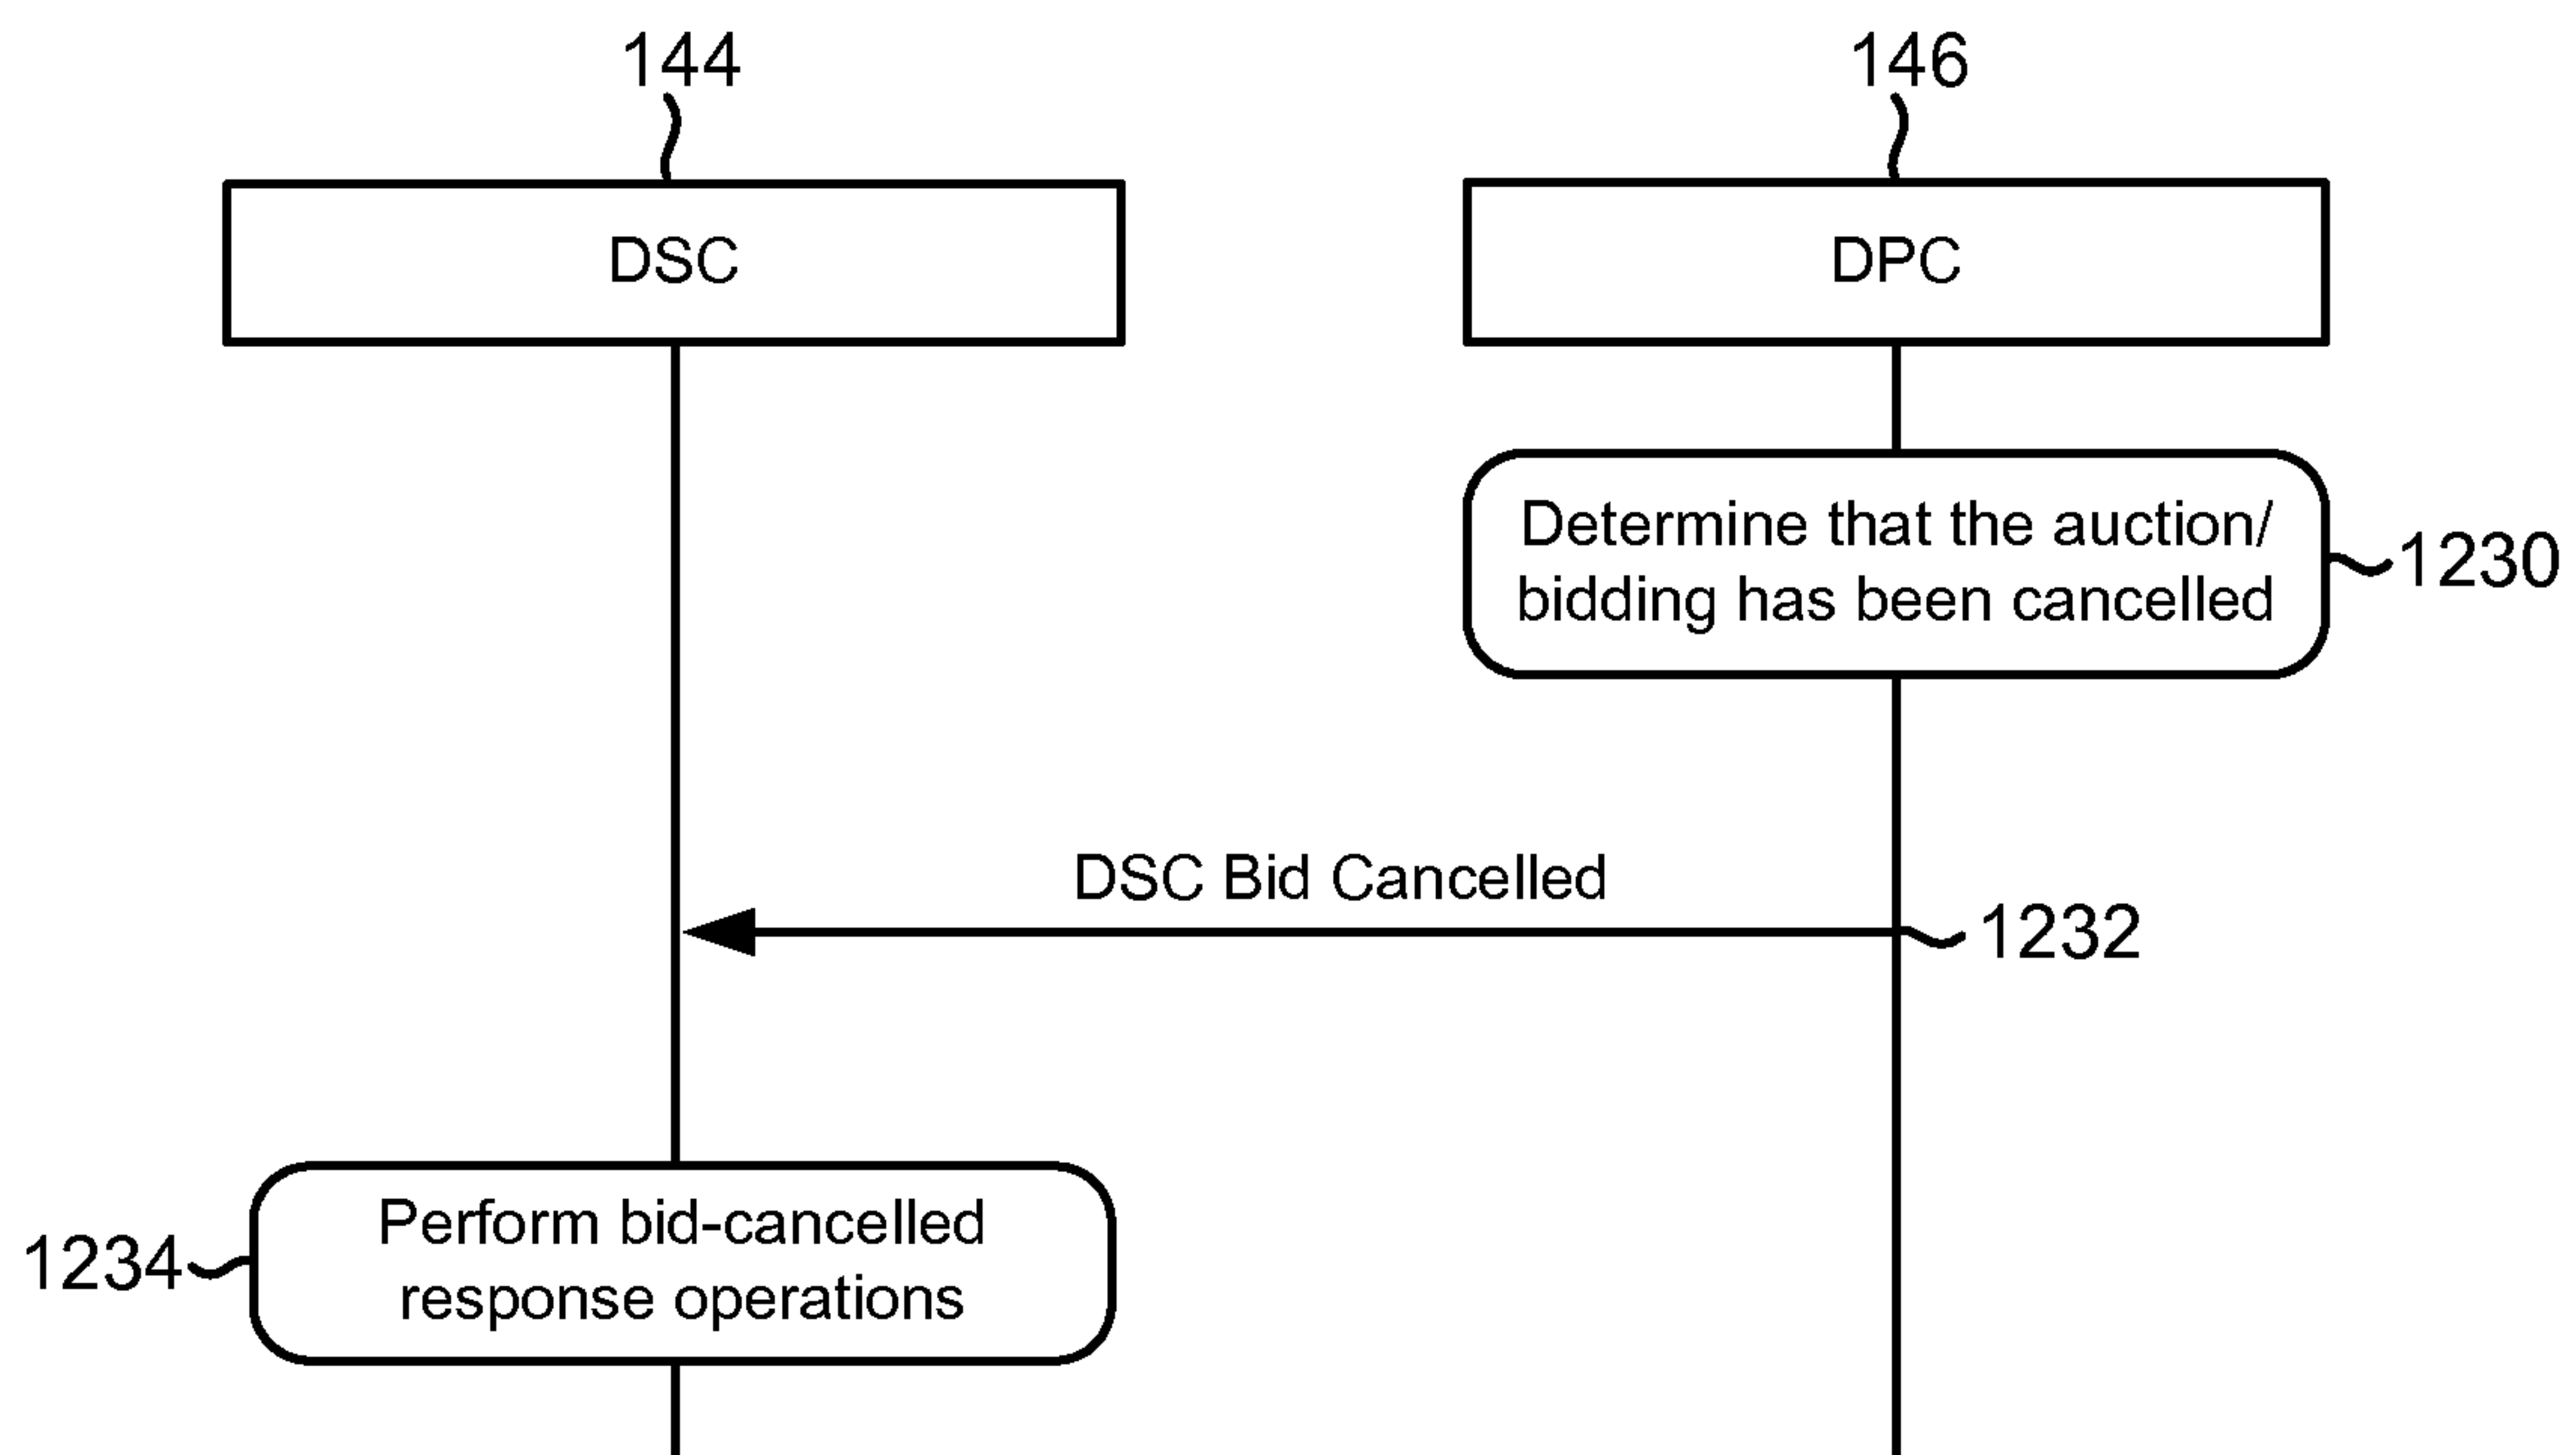 144
146
DSC
DPC
Determine that the auction/
bidding has been cancelled
1230
DSC Bid Cancelled
1232
Perform bid-cancelled
response operations
1234